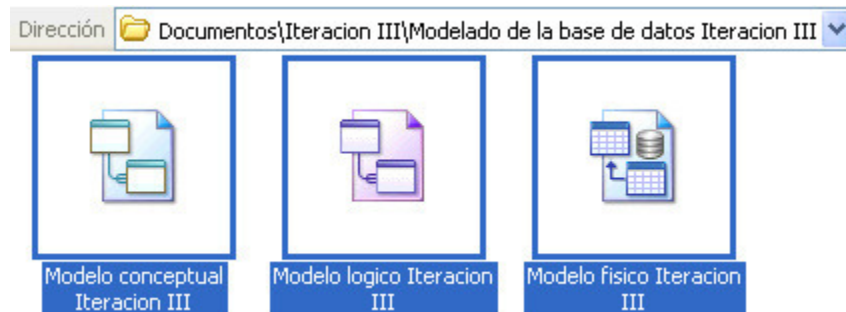 Dirección Documentos\Iteracion III\Modelado de la base de datos Iteracion III
Modelo conceptual
Iteracion III
Modelo logico Iteracion
III
Modelo fisico Iteracion
III